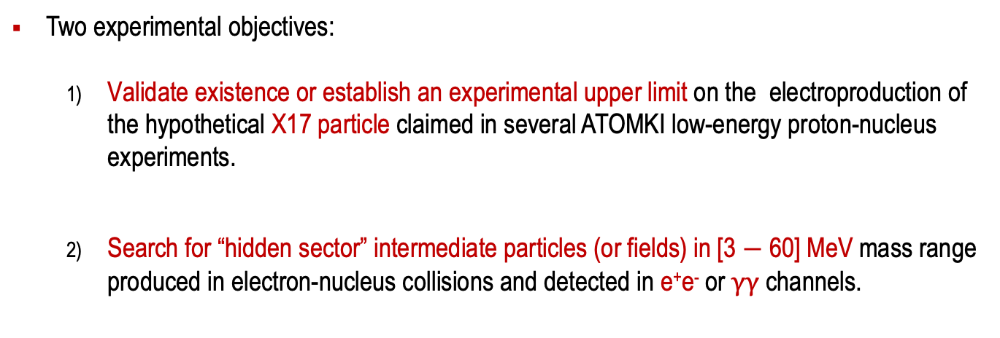 ▪ Two experimental objectives:
1) Validate existence or establish an experimental upper limit on the electroproduction of
the hypothetical X17 particle claimed in several ATOMKI low-energy proton-nucleus
experiments.
2) Search for “hidden sector” intermediate particles (or fields) in [3 — 60] MeV mass range
produced in electron-nucleus collisions and detected in e⁺e⁻ or γγ channels.